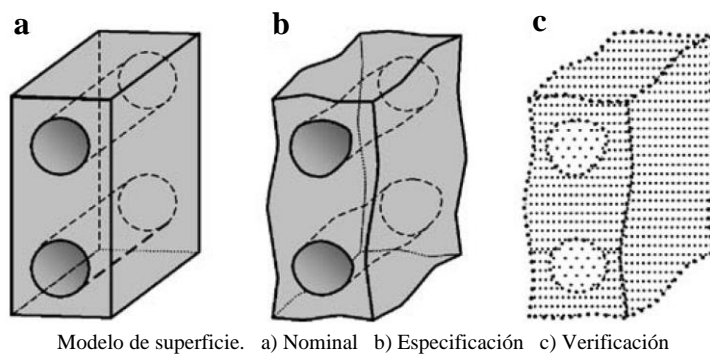 a b c
Modelo de superficie. a) Nominal b) Especificación c) Verificación